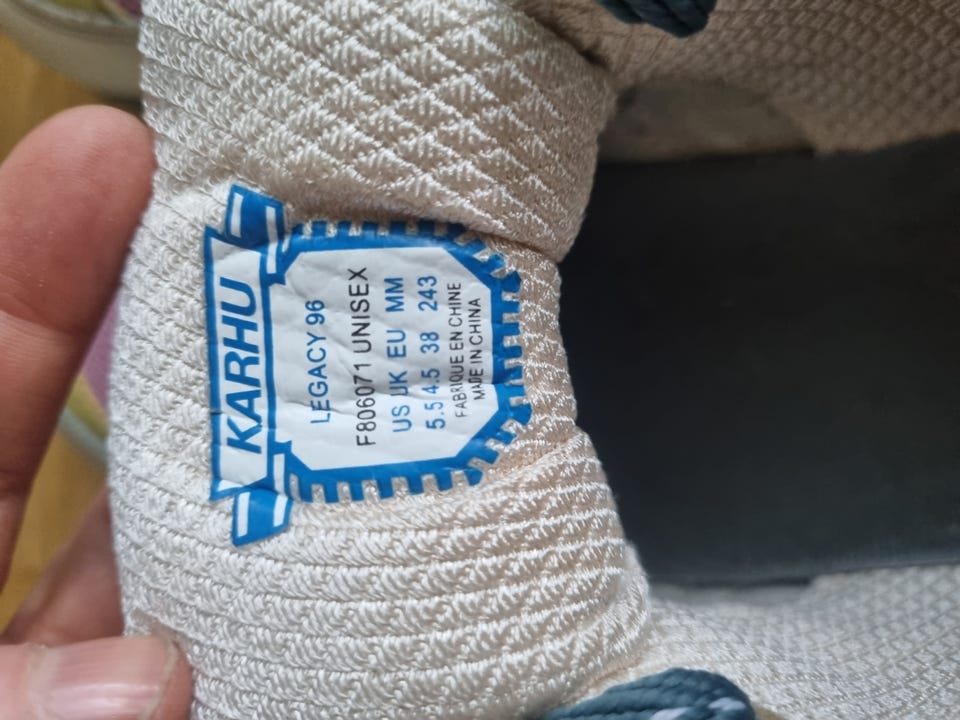 KARHU
LEGACY 96
F806071 UNISEX
US UK EU MM
5.5 4.5 38 243
FABRIQUE EN CHINE
MADE IN CHINA